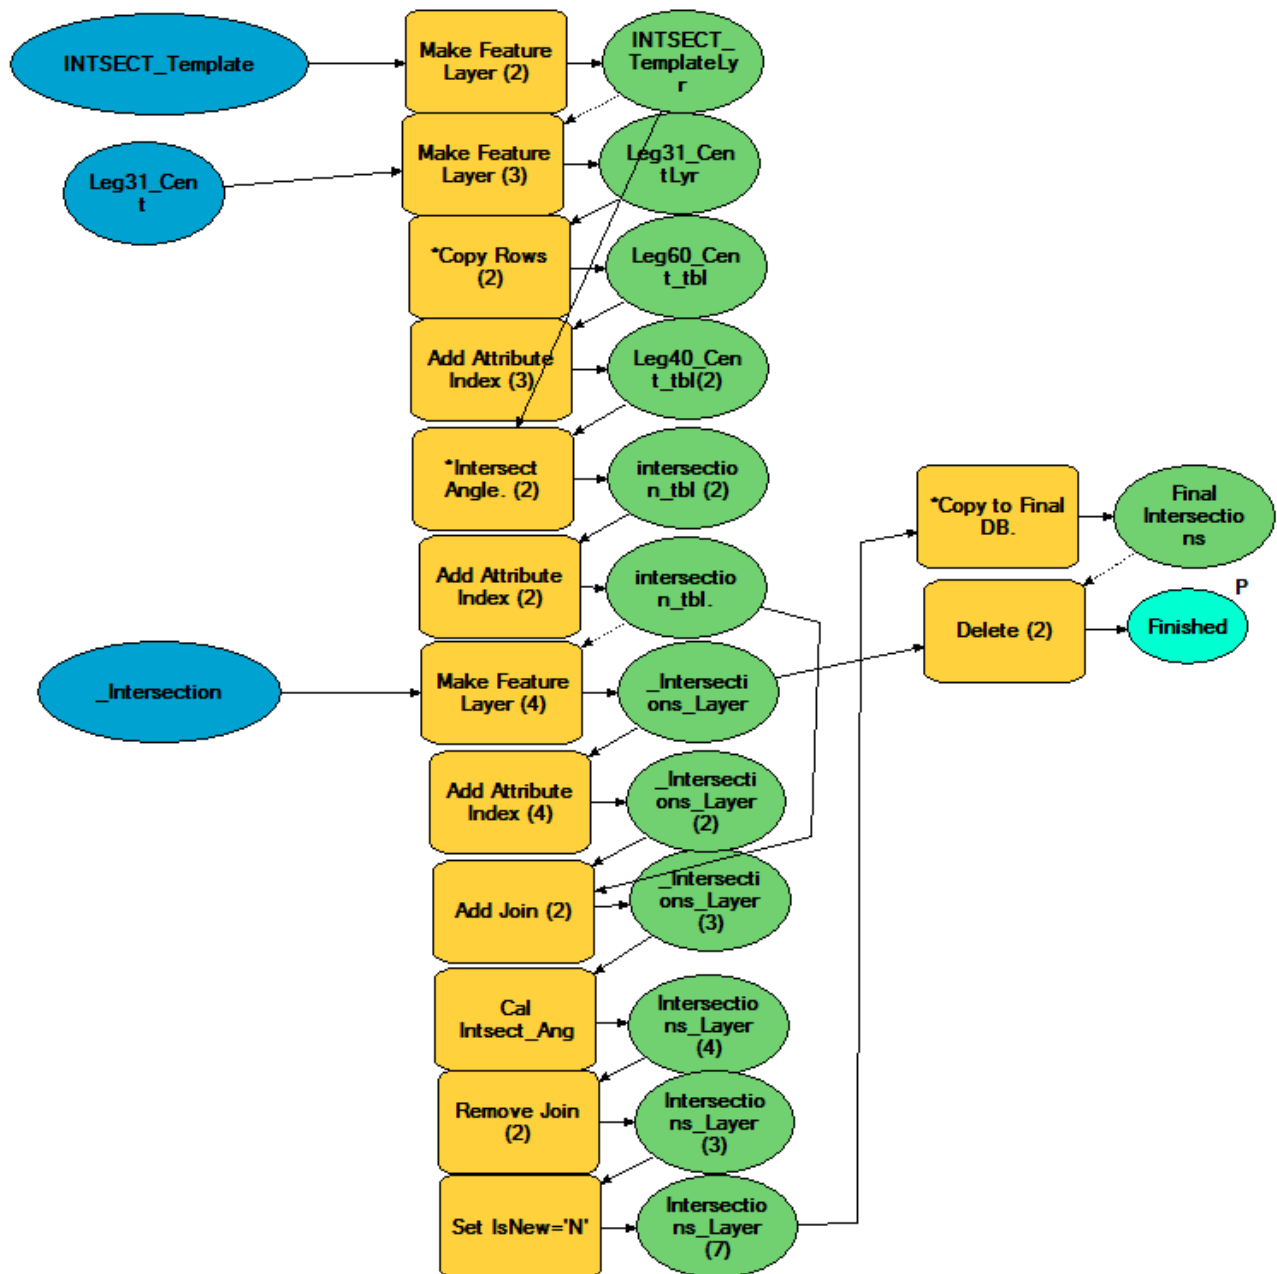 INTSECT_Template
Make Feature
Layer (2)
INTSECT_
TemplateLy
r
Leg31_Cen
t
Make Feature
Layer (3)
Leg31_Cen
tLyr
*Copy Rows
(2)
Leg60_Cen
t_tbl
Add Attribute
Index (3)
Leg40_Cen
t_tbl(2)
*Intersect
Angle. (2)
intersectio
n_tbl (2)
*Copy to Final
DB.
Final
Intersectio
ns
Add Attribute
Index (2)
intersectio
n_tbl.
Delete (2)
P
Finished
_Intersection
Make Feature
Layer (4)
_Intersecti
ons_Layer
Add Attribute
Index (4)
_Intersecti
ons_Layer
(2)
Add Join (2)
_Intersecti
ons_Layer
(3)
Cal
Intsect_Ang
Intersectio
ns_Layer
(4)
Remove Join
(2)
Intersectio
ns_Layer
(3)
Set IsNew='N'
Intersectio
ns_Layer
(7)